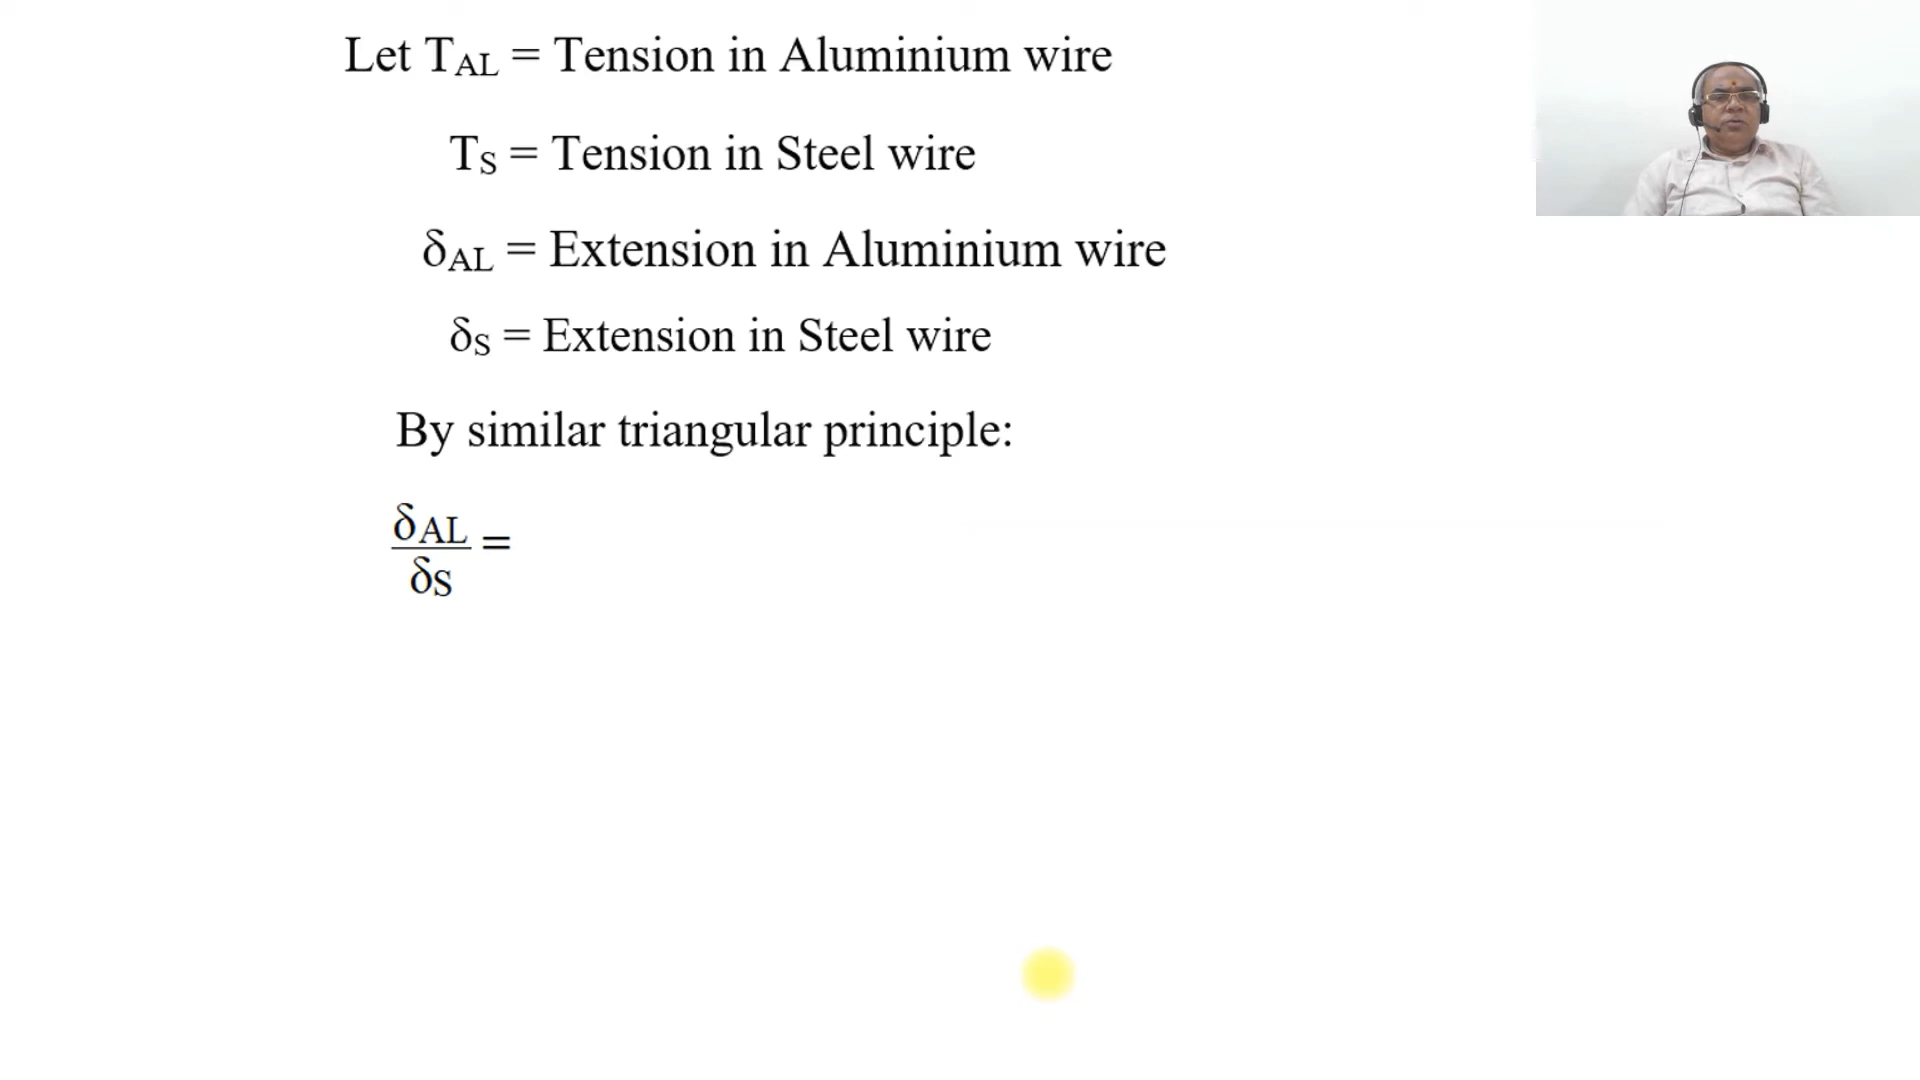 Let TAL = Tension in Aluminium wire
TS = Tension in Steel wire
δAL = Extension in Aluminium wire
δS = Extension in Steel wire
By similar triangular principle:
δAL
=
δS